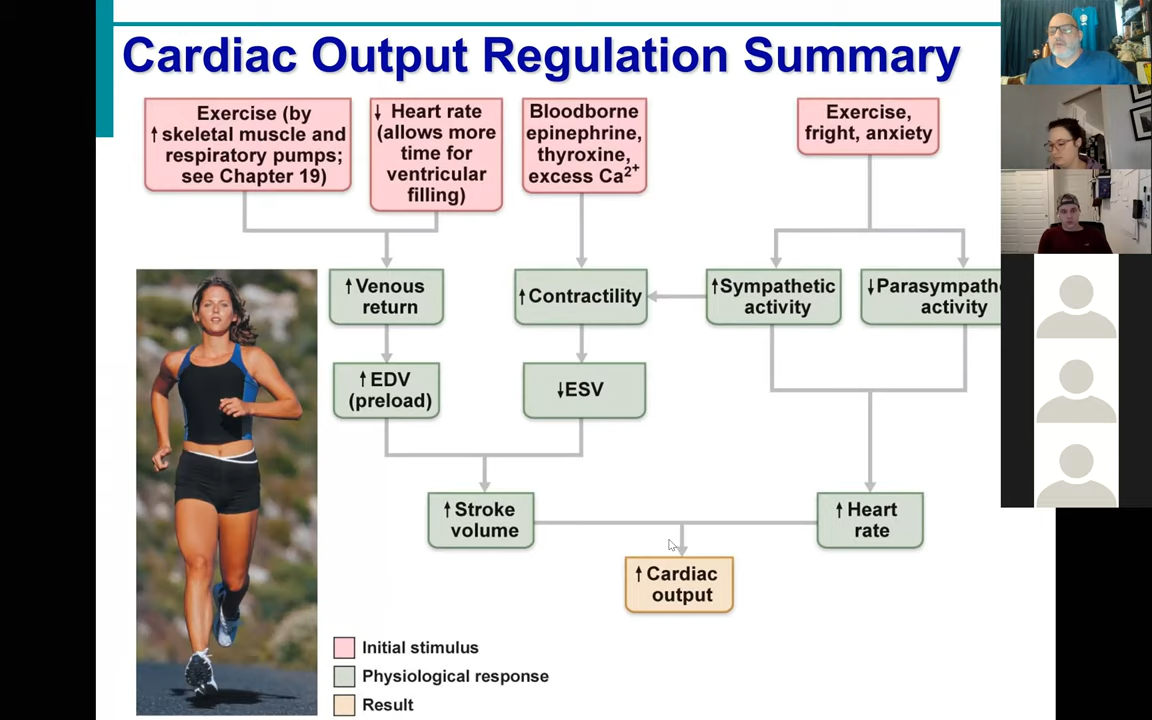 Cardiac Output Regulation Summary
Exercise (by
↑ skeletal muscle and
respiratory pumps;
see Chapter 19)
↓ Heart rate
(allows more
time for
ventricular
filling)
Bloodborne
epinephrine,
thyroxine,
excess Ca2+
Exercise,
fright, anxiety
↑ Venous
return
↑ Contractility
↑ Sympathetic
activity
↓ Parasympathe
activity
↑ EDV
(preload)
↓ ESV
↑ Stroke
volume
↑ Heart
rate
↑ Cardiac
output
Initial stimulus
Physiological response
Result